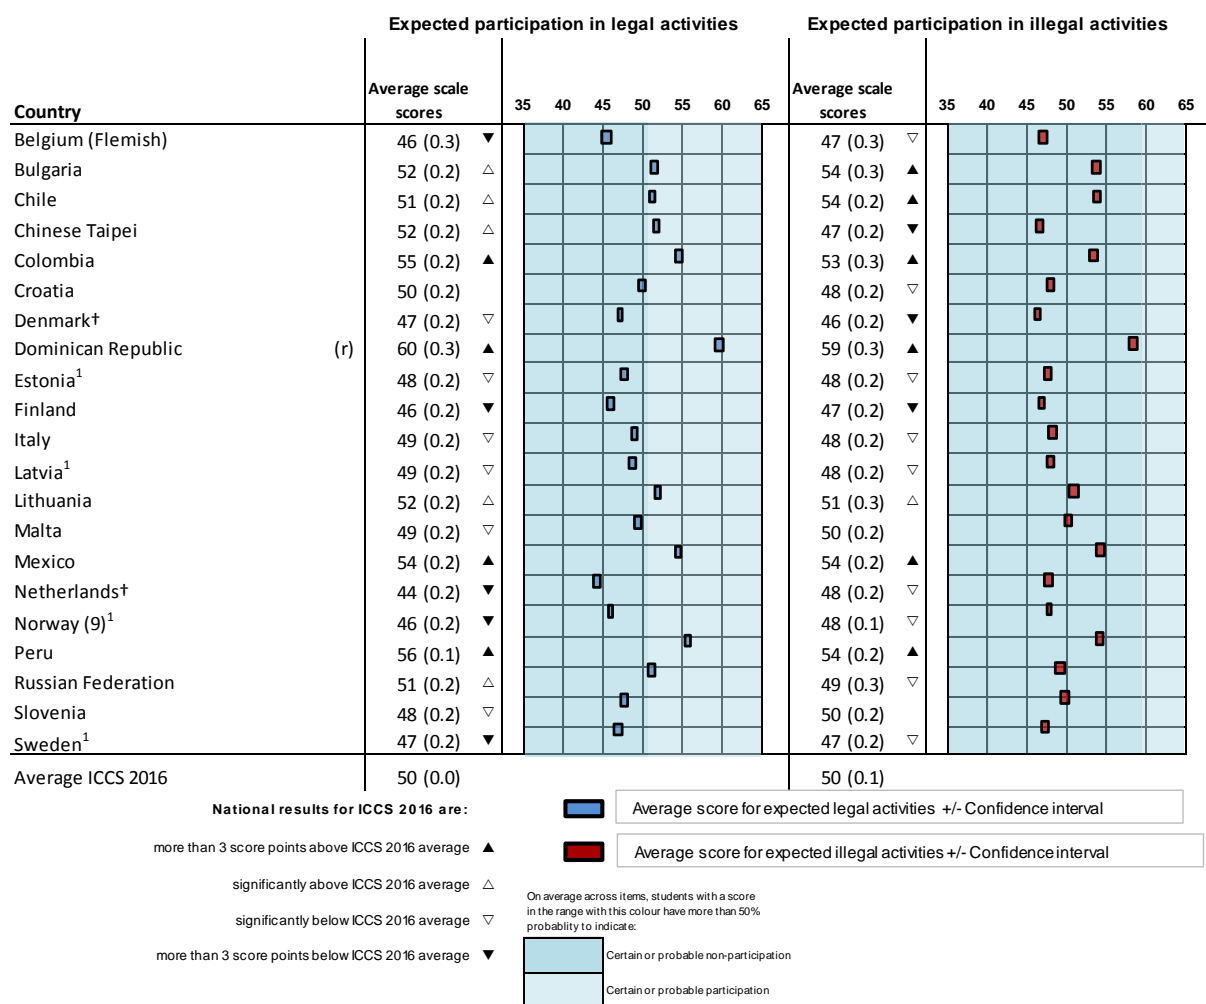 Expected participation in legal activities Expected participation in illegal activities
Average scale scores Average scale scores
Country 35 40 45 50 55 60 65 35 40 45 50 55 60 65
Belgium (Flemish) 46 (0.3) ▼ 47 (0.3) ▽
Bulgaria 52 (0.2) △ 54 (0.3) ▲
Chile 51 (0.2) △ 54 (0.2) ▲
Chinese Taipei 52 (0.2) △ 47 (0.2) ▼
Colombia 55 (0.2) ▲ 53 (0.3) ▲
Croatia 50 (0.2) 48 (0.2) ▽
Denmark† 47 (0.2) ▽ 46 (0.2) ▼
Dominican Republic (r) 60 (0.3) ▲ 59 (0.3) ▲
Estonia¹ 48 (0.2) ▽ 48 (0.2) ▽
Finland 46 (0.2) ▼ 47 (0.2) ▼
Italy 49 (0.2) ▽ 48 (0.2) ▽
Latvia¹ 49 (0.2) ▽ 48 (0.2) ▽
Lithuania 52 (0.2) △ 51 (0.3) △
Malta 49 (0.2) ▽ 50 (0.2)
Mexico 54 (0.2) ▲ 54 (0.2) ▲
Netherlands† 44 (0.2) ▼ 48 (0.2) ▽
Norway (9)¹ 46 (0.2) ▼ 48 (0.1) ▽
Peru 56 (0.1) ▲ 54 (0.2) ▲
Russian Federation 51 (0.2) △ 49 (0.3) ▽
Slovenia 48 (0.2) ▽ 50 (0.2)
Sweden¹ 47 (0.2) ▼ 47 (0.2) ▽
Average ICCS 2016 50 (0.0) 50 (0.1)
National results for ICCS 2016 are:
more than 3 score points above ICCS 2016 average ▲
significantly above ICCS 2016 average △
significantly below ICCS 2016 average ▽
more than 3 score points below ICCS 2016 average ▼
Average score for expected legal activities +/- Confidence interval
Average score for expected illegal activities +/- Confidence interval
On average across items, students with a score
in the range with this colour have more than 50%
probablity to indicate:
Certain or probable non-participation
Certain or probable participation